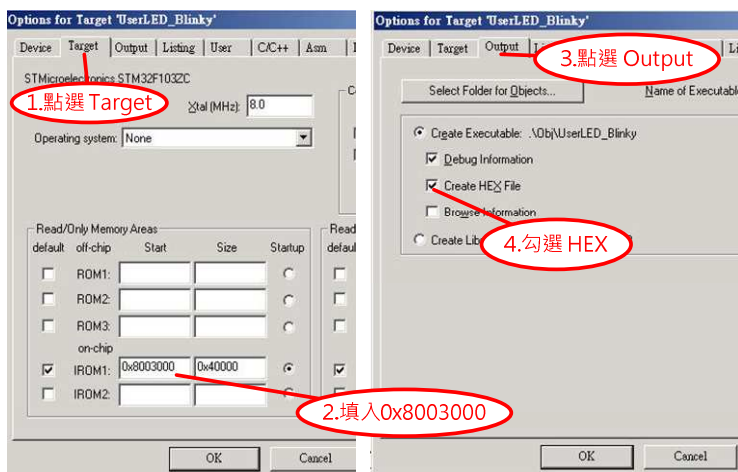 Options for Target 'UserLED_Blinky'
Device Target Output Listing User C/C++ Asm
STMicroelectronics STM32F103ZC
1.點選 Target
Xtal (MHz): 8.0
Operating system: None
Read/Only Memory Areas
default off-chip Start Size Startup
ROM1:
ROM2:
ROM3:
on-chip
IROM1: 0x8003000 0x40000
IROM2:
2.填入0x8003000
OK Cancel
Options for Target 'UserLED_Blinky'
Device Target Output
3.點選 Output
Select Folder for Objects... Name of Executabl
Create Executable: .\Obj\UserLED_Blinky
Debug Information
Create HEX File
Browse Information
Create Lib
4.勾選 HEX
OK Cancel